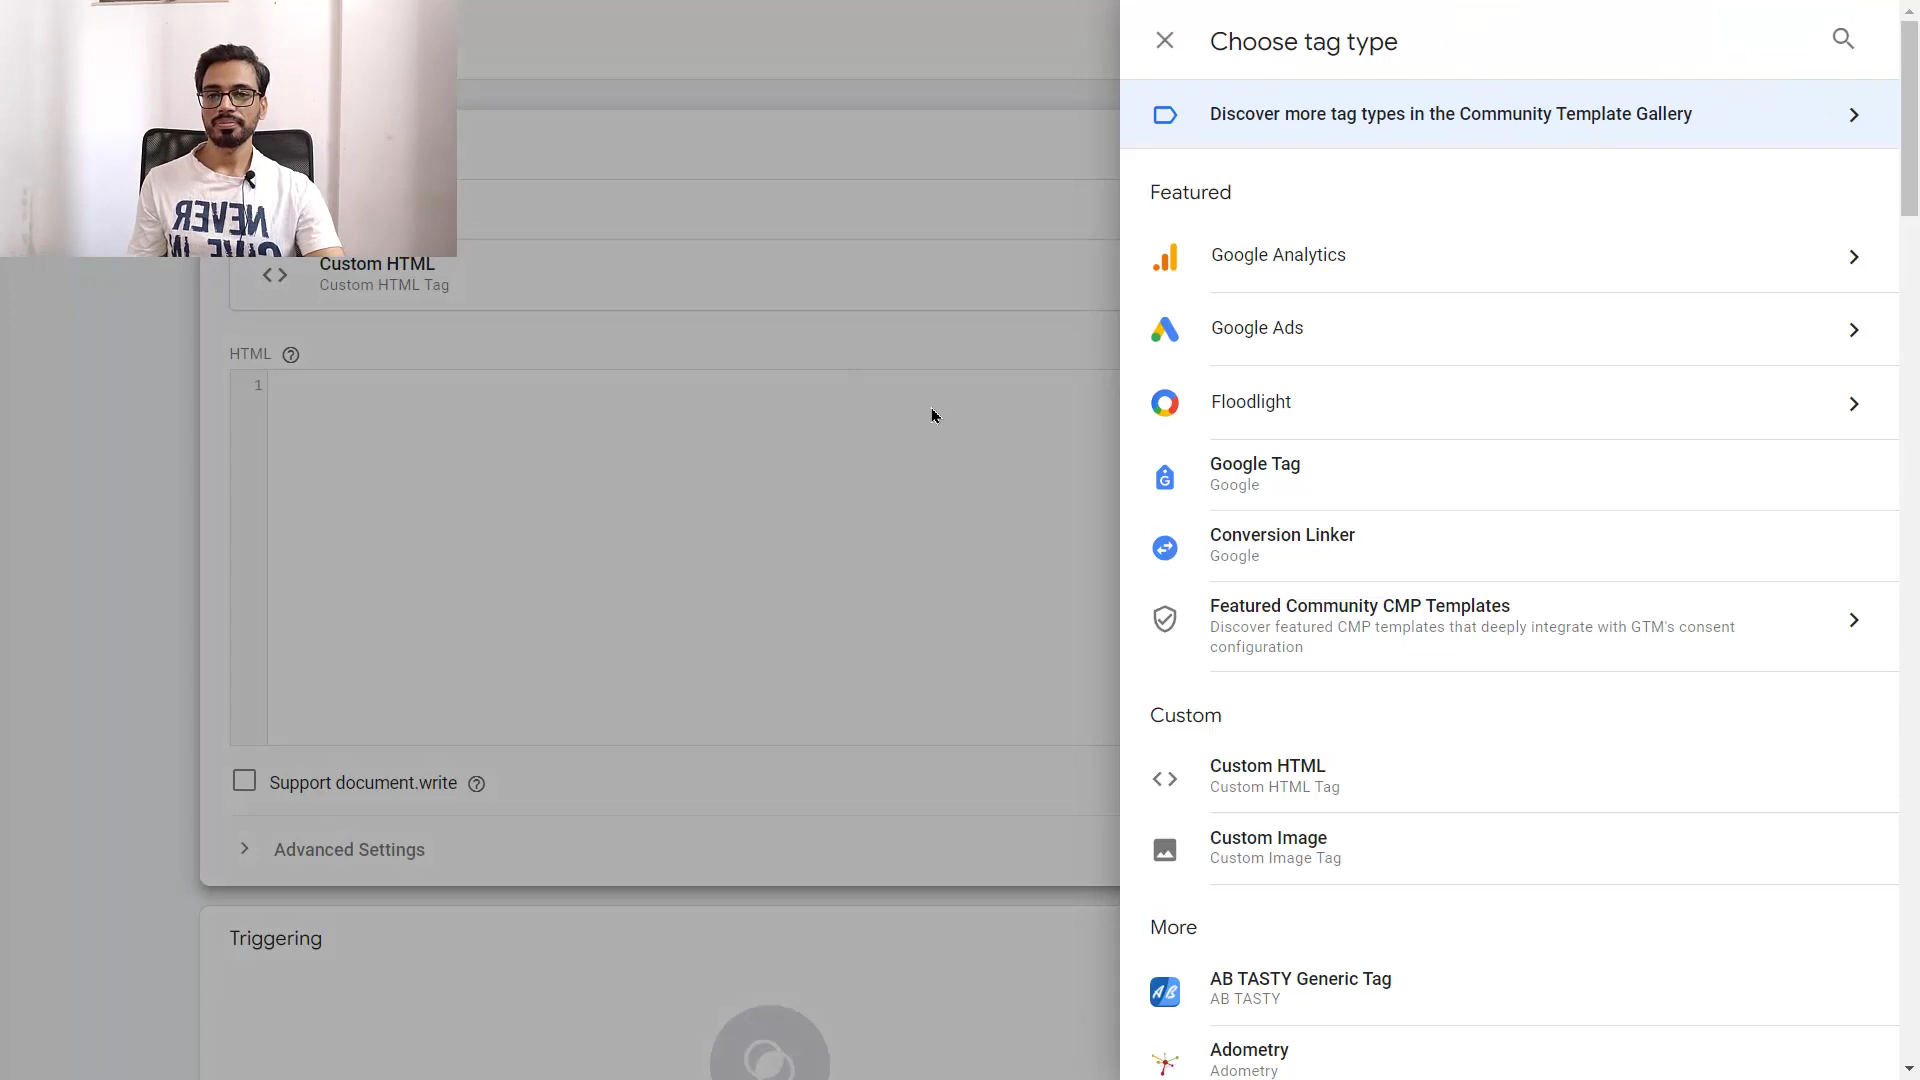 Choose tag type
Discover more tag types in the Community Template Gallery
Featured
Google Analytics
Google Ads
Floodlight
Google Tag
Google
Conversion Linker
Google
Featured Community CMP Templates
Discover featured CMP templates that deeply integrate with GTM's consent
configuration
Custom
Custom HTML
Custom HTML Tag
Custom Image
Custom Image Tag
More
AB TASTY Generic Tag
AB TASTY
Adometry
Adometry
NEVER
GIVE IN
Custom HTML
Custom HTML Tag
HTML
1
Support document.write
Advanced Settings
Triggering